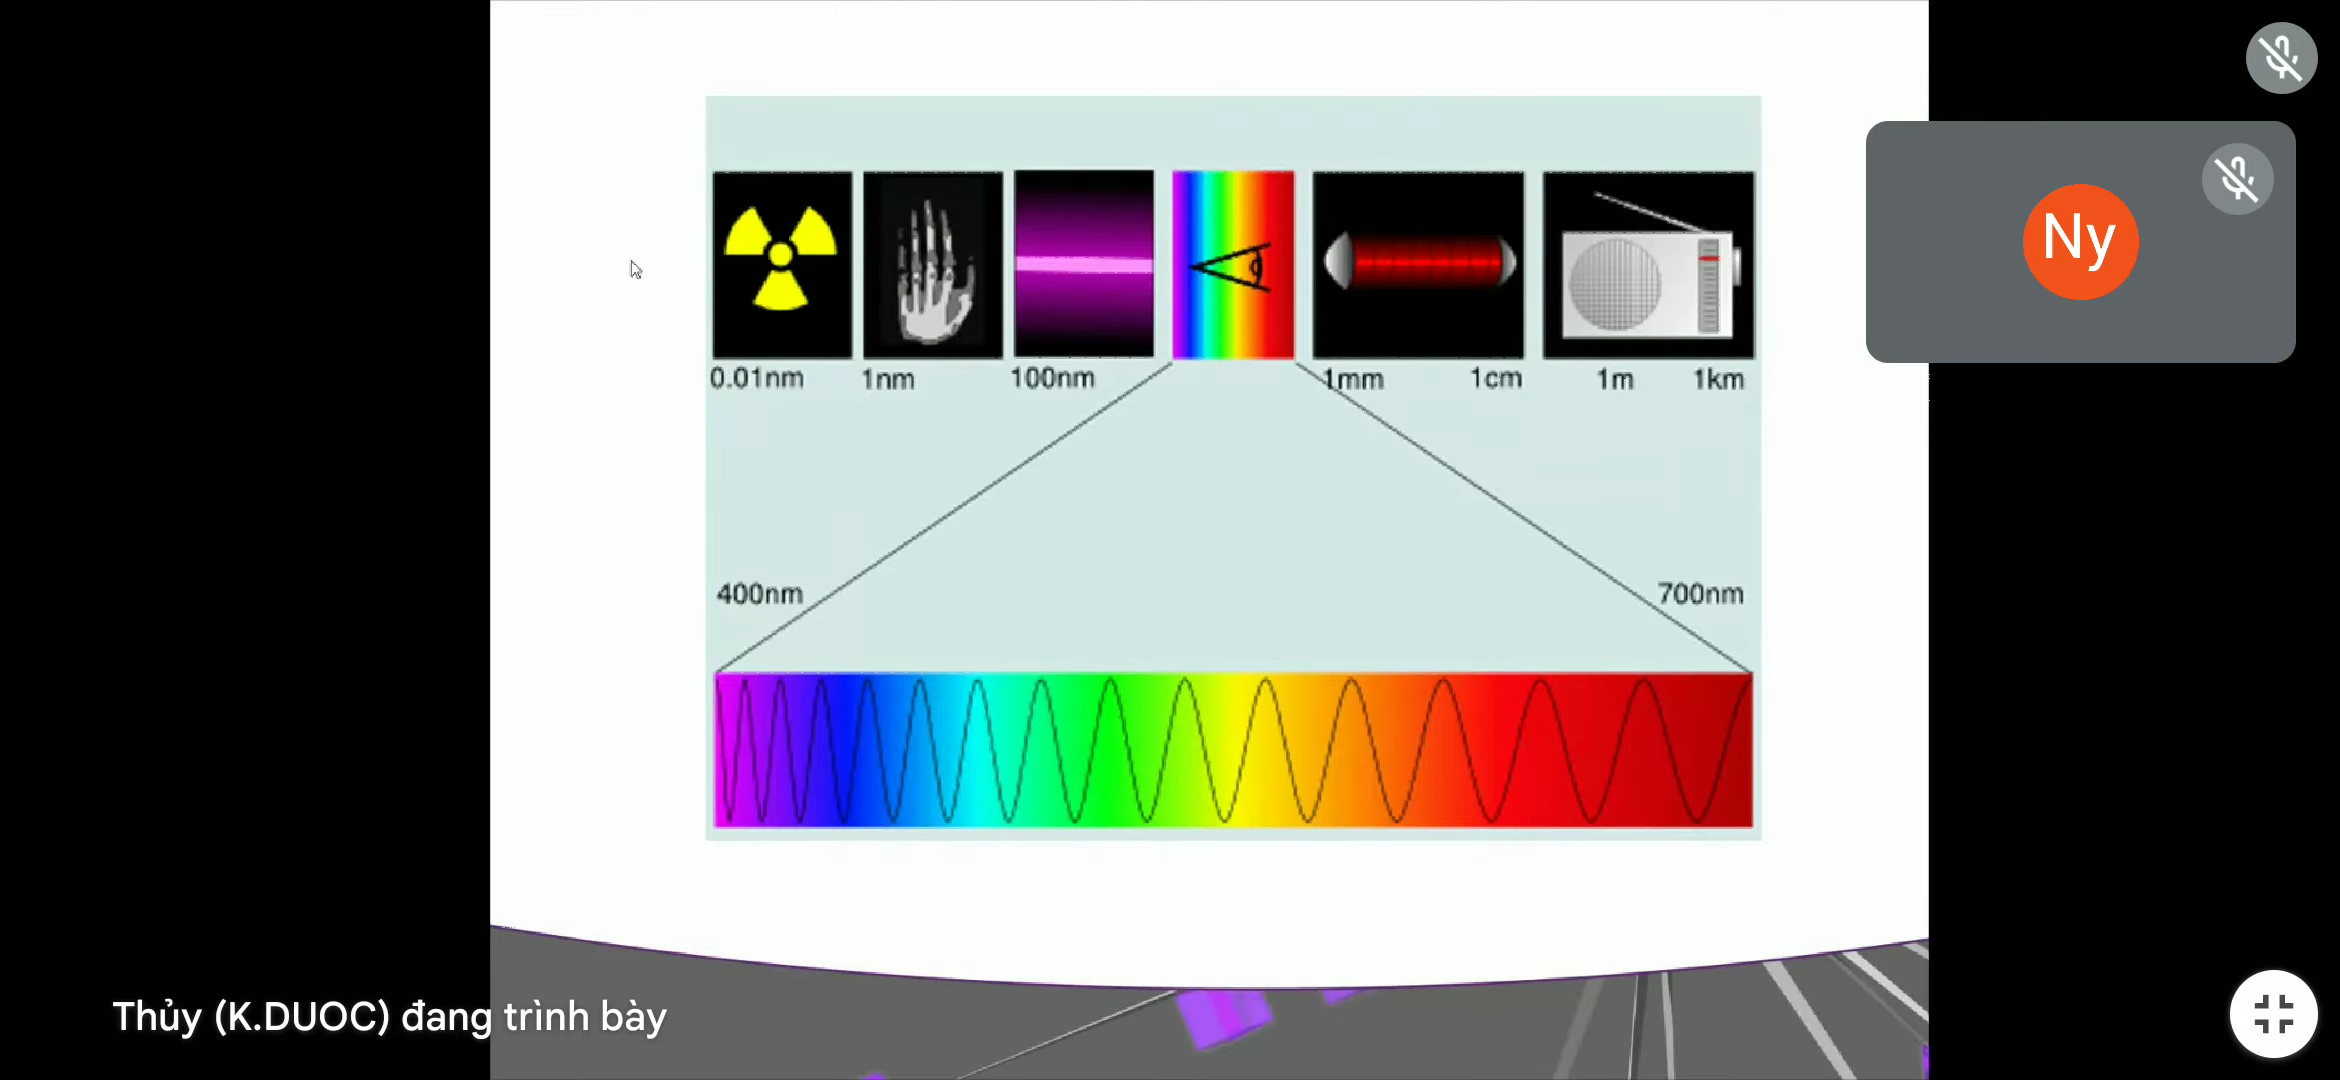 Ny
0.01nm 1nm 100nm 1mm 1cm 1m 1km
400nm 700nm
Thủy (K.DUOC) đang trình bày